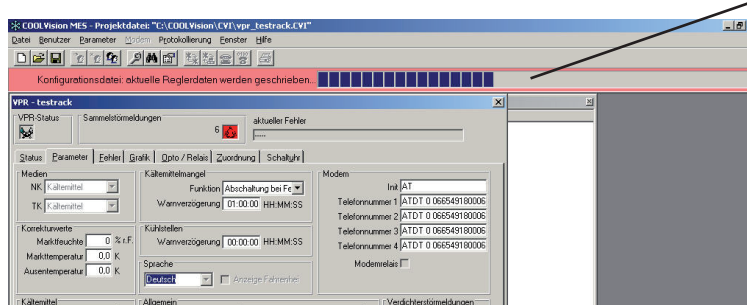 COOLVision MES - Projektdatei: "C:\COOLVision\CVI\vpr_testrack.CVI"
Datei Benutzer Parameter Modem Protokollierung Fenster Hilfe
Konfigurationsdatei: aktuelle Reglerdaten werden geschrieben...
VPR - testrack
VPR-Status Sammelstörmeldungen aktueller Fehler
6 -----
Status Parameter Fehler Grafik Opto / Relais Zuordnung Schaltuhr
Medien Kältemittelmangel Modem
NK Kältemittel Funktion Abschaltung bei Fe Init AT
TK Kältemittel Warnverzögerung 01:00:00 HH:MM:SS Telefonnummer 1 ATDT 0 066549180006
Telefonnummer 2 ATDT 0 066549180006
Korrekturwerte Kühlstellen Telefonnummer 3 ATDT 0 066549180006
Marktfeuchte 0 % r.F. Warnverzögerung 00:00:00 HH:MM:SS Telefonnummer 4 ATDT 0 066549180006
Markttemperatur 0,0 K Sprache Modemrelais
Ausentemperatur 0,0 K Deutsch Anzeige Fahrenheit
Kältemittel Allgemein Verdichterstörmeldungen